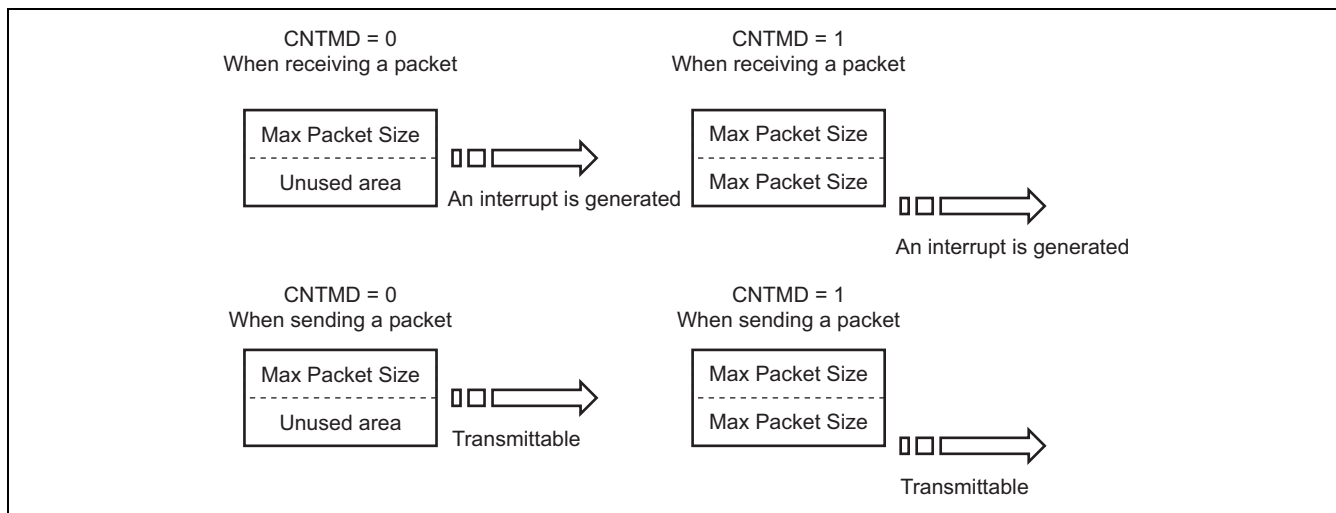 CNTMD = 0
When receiving a packet
Max Packet Size
Unused area
An interrupt is generated
CNTMD = 1
When receiving a packet
Max Packet Size
Max Packet Size
An interrupt is generated
CNTMD = 0
When sending a packet
Max Packet Size
Unused area
Transmittable
CNTMD = 1
When sending a packet
Max Packet Size
Max Packet Size
Transmittable